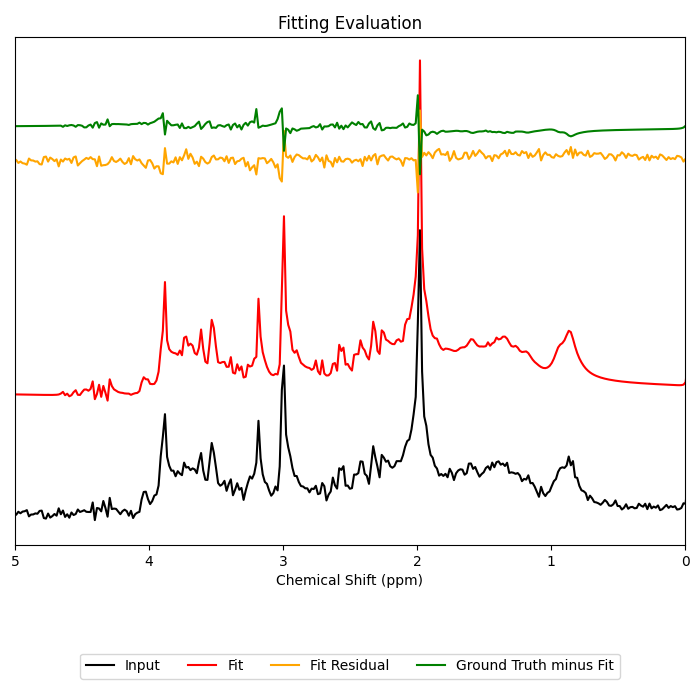 Fitting Evaluation
5 4 3 2 1 0
Chemical Shift (ppm)
Input Fit Fit Residual Ground Truth minus Fit